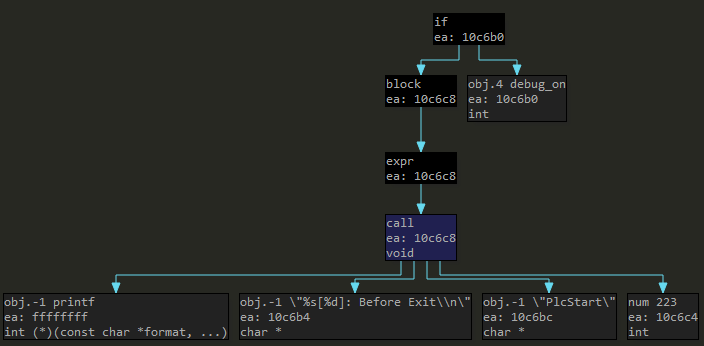 if
ea: 10c6b0
block
ea: 10c6c8
obj.4 debug_on
ea: 10c6b0
int
expr
ea: 10c6c8
call
ea: 10c6c8
void
obj.-1 printf
ea: ffffffff
int (*)(const char *format, ...)
obj.-1 \"%s[%d]: Before Exit\\n\"
ea: 10c6b4
char *
obj.-1 \"PlcStart\"
ea: 10c6bc
char *
num 223
ea: 10c6c4
int